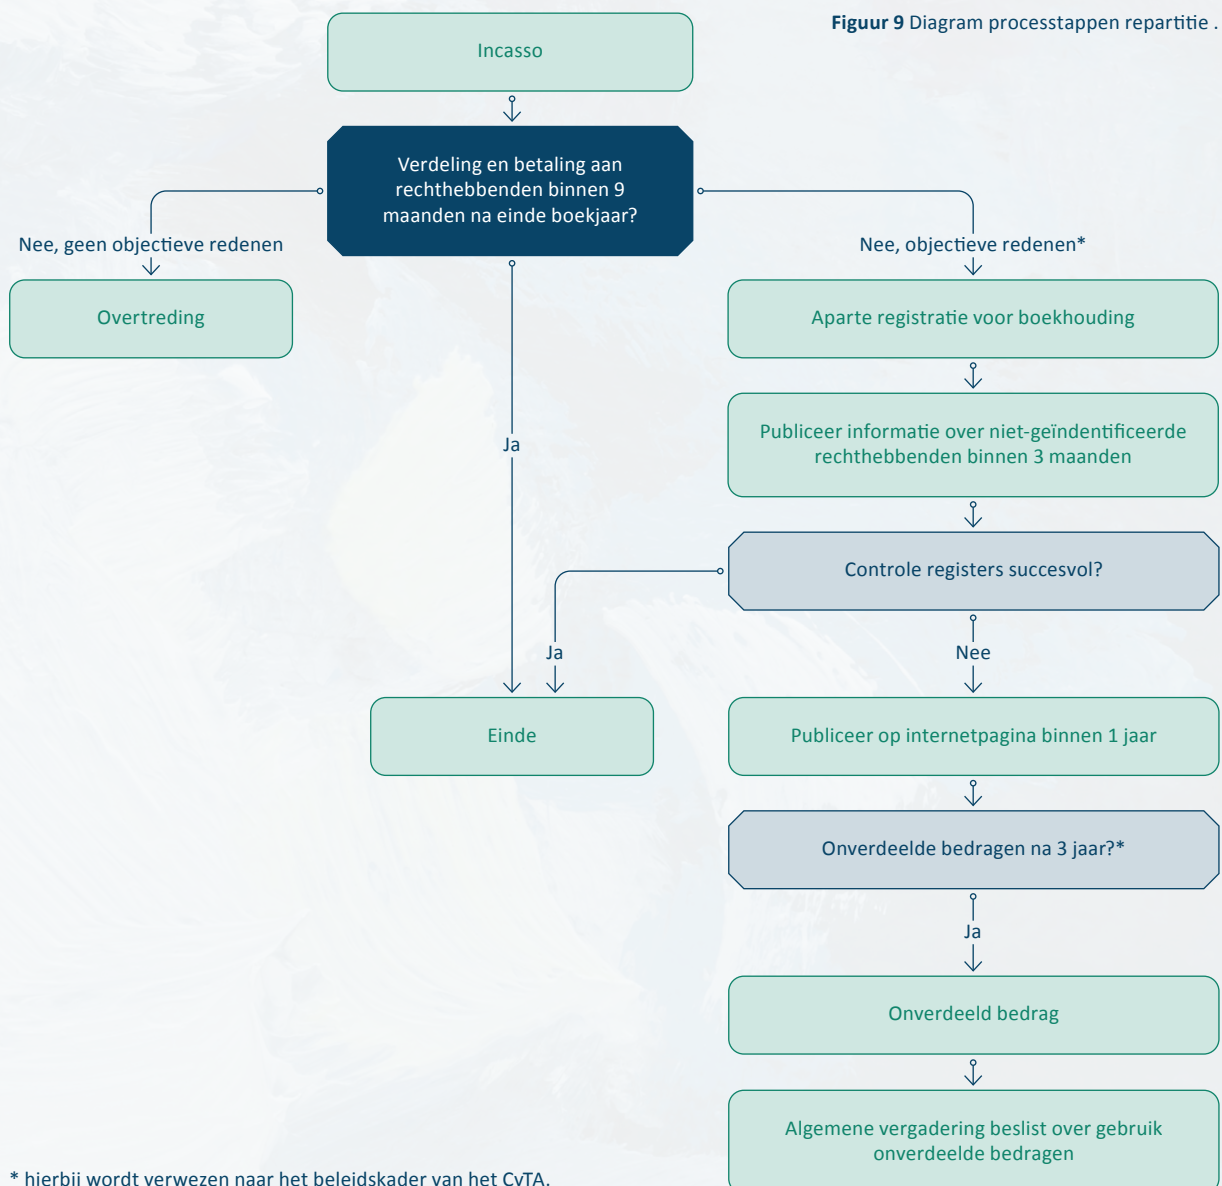 Figuur 9 Diagram processtappen repartitie .
Incasso
Verdeling en betaling aan
rechthebbenden binnen 9
maanden na einde boekjaar?
Nee, geen objectieve redenen
Nee, objectieve redenen*
Overtreding
Aparte registratie voor boekhouding
Publiceer informatie over niet-geïndentificeerde
rechthebbenden binnen 3 maanden
Ja
Controle registers succesvol?
Ja
Nee
Einde
Publiceer op internetpagina binnen 1 jaar
Onverdeelde bedragen na 3 jaar?*
Ja
Onverdeeld bedrag
Algemene vergadering beslist over gebruik
onverdeelde bedragen
* hierbij wordt verwezen naar het beleidskader van het CvTA.